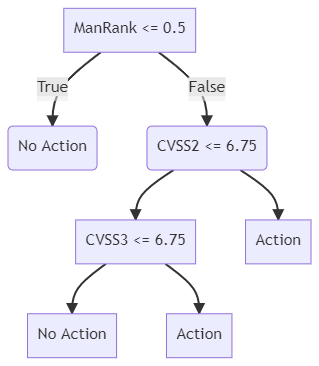 ManRank <= 0.5
True
False
No Action
CVSS2 <= 6.75
CVSS3 <= 6.75
Action
No Action
Action